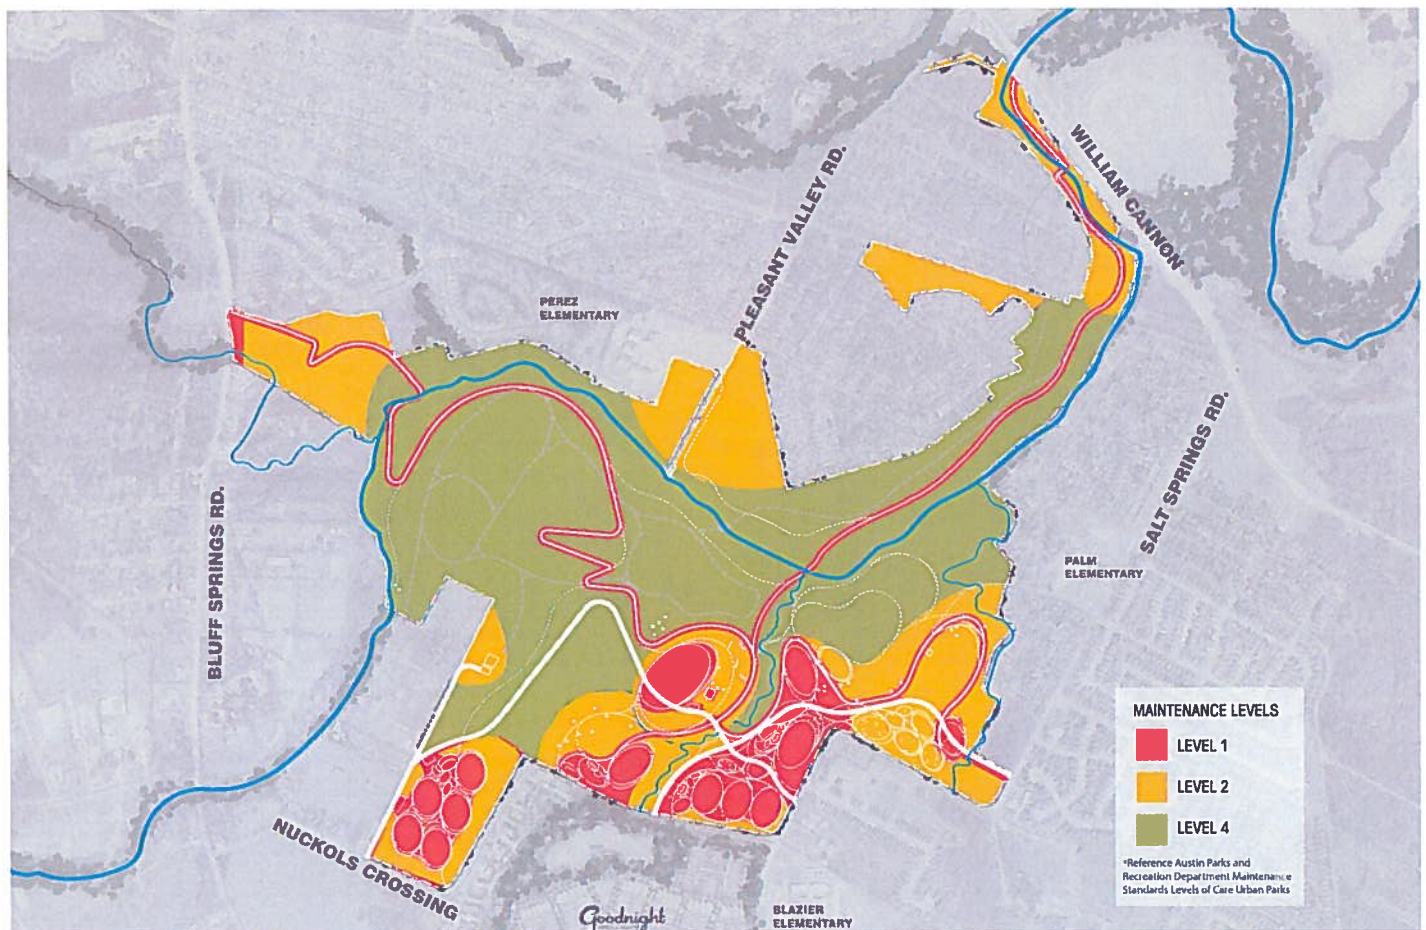 WILLIAM CANNON
PLEASANT VALLEY RD.
PEREZ
ELEMENTARY
SALT SPRINGS RD.
BLUFF SPRINGS RD.
PALM
ELEMENTARY
MAINTENANCE LEVELS
LEVEL 1
LEVEL 2
LEVEL 4
*Reference Austin Parks and
Recreation Department Maintenance
Standards Levels of Care Urban Parks
NUCKOLS CROSSING
Goodnight
BLAZIER
ELEMENTARY